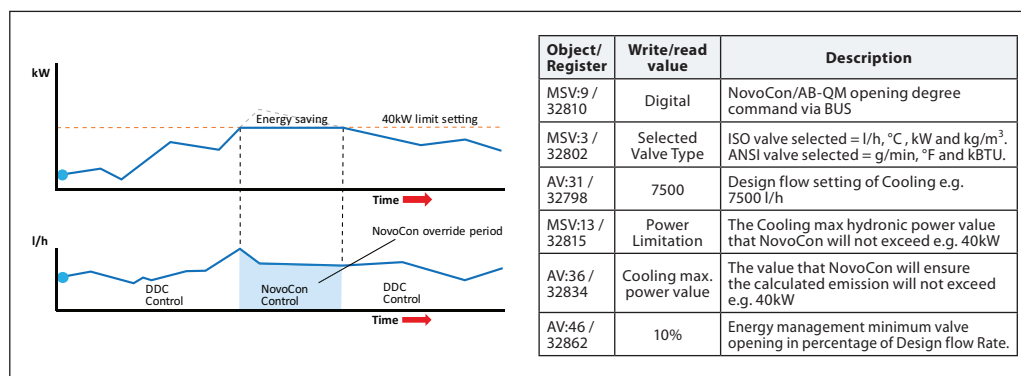 kW
Energy saving
40kW limit setting
Time
l/h
NovoCon override period
DDC
Control
NovoCon
Control
DDC
Control
Time
Object/
Register
Write/read
value
Description
MSV:9 /
32810
Digital
NovoCon/AB-QM opening degree
command via BUS
MSV:3 /
32802
Selected
Valve Type
ISO valve selected = l/h, °C , kW and kg/m³.
ANSI valve selected = g/min, °F and kBTU.
AV:31 /
32798
7500
Design flow setting of Cooling e.g.
7500 l/h
MSV:13 /
32815
Power
Limitation
The Cooling max hydronic power value
that NovoCon will not exceed e.g. 40kW
AV:36 /
32834
Cooling max.
power value
The value that NovoCon will ensure
the calculated emission will not exceed
e.g. 40kW
AV:46 /
32862
10%
Energy management minimum valve
opening in percentage of Design flow Rate.